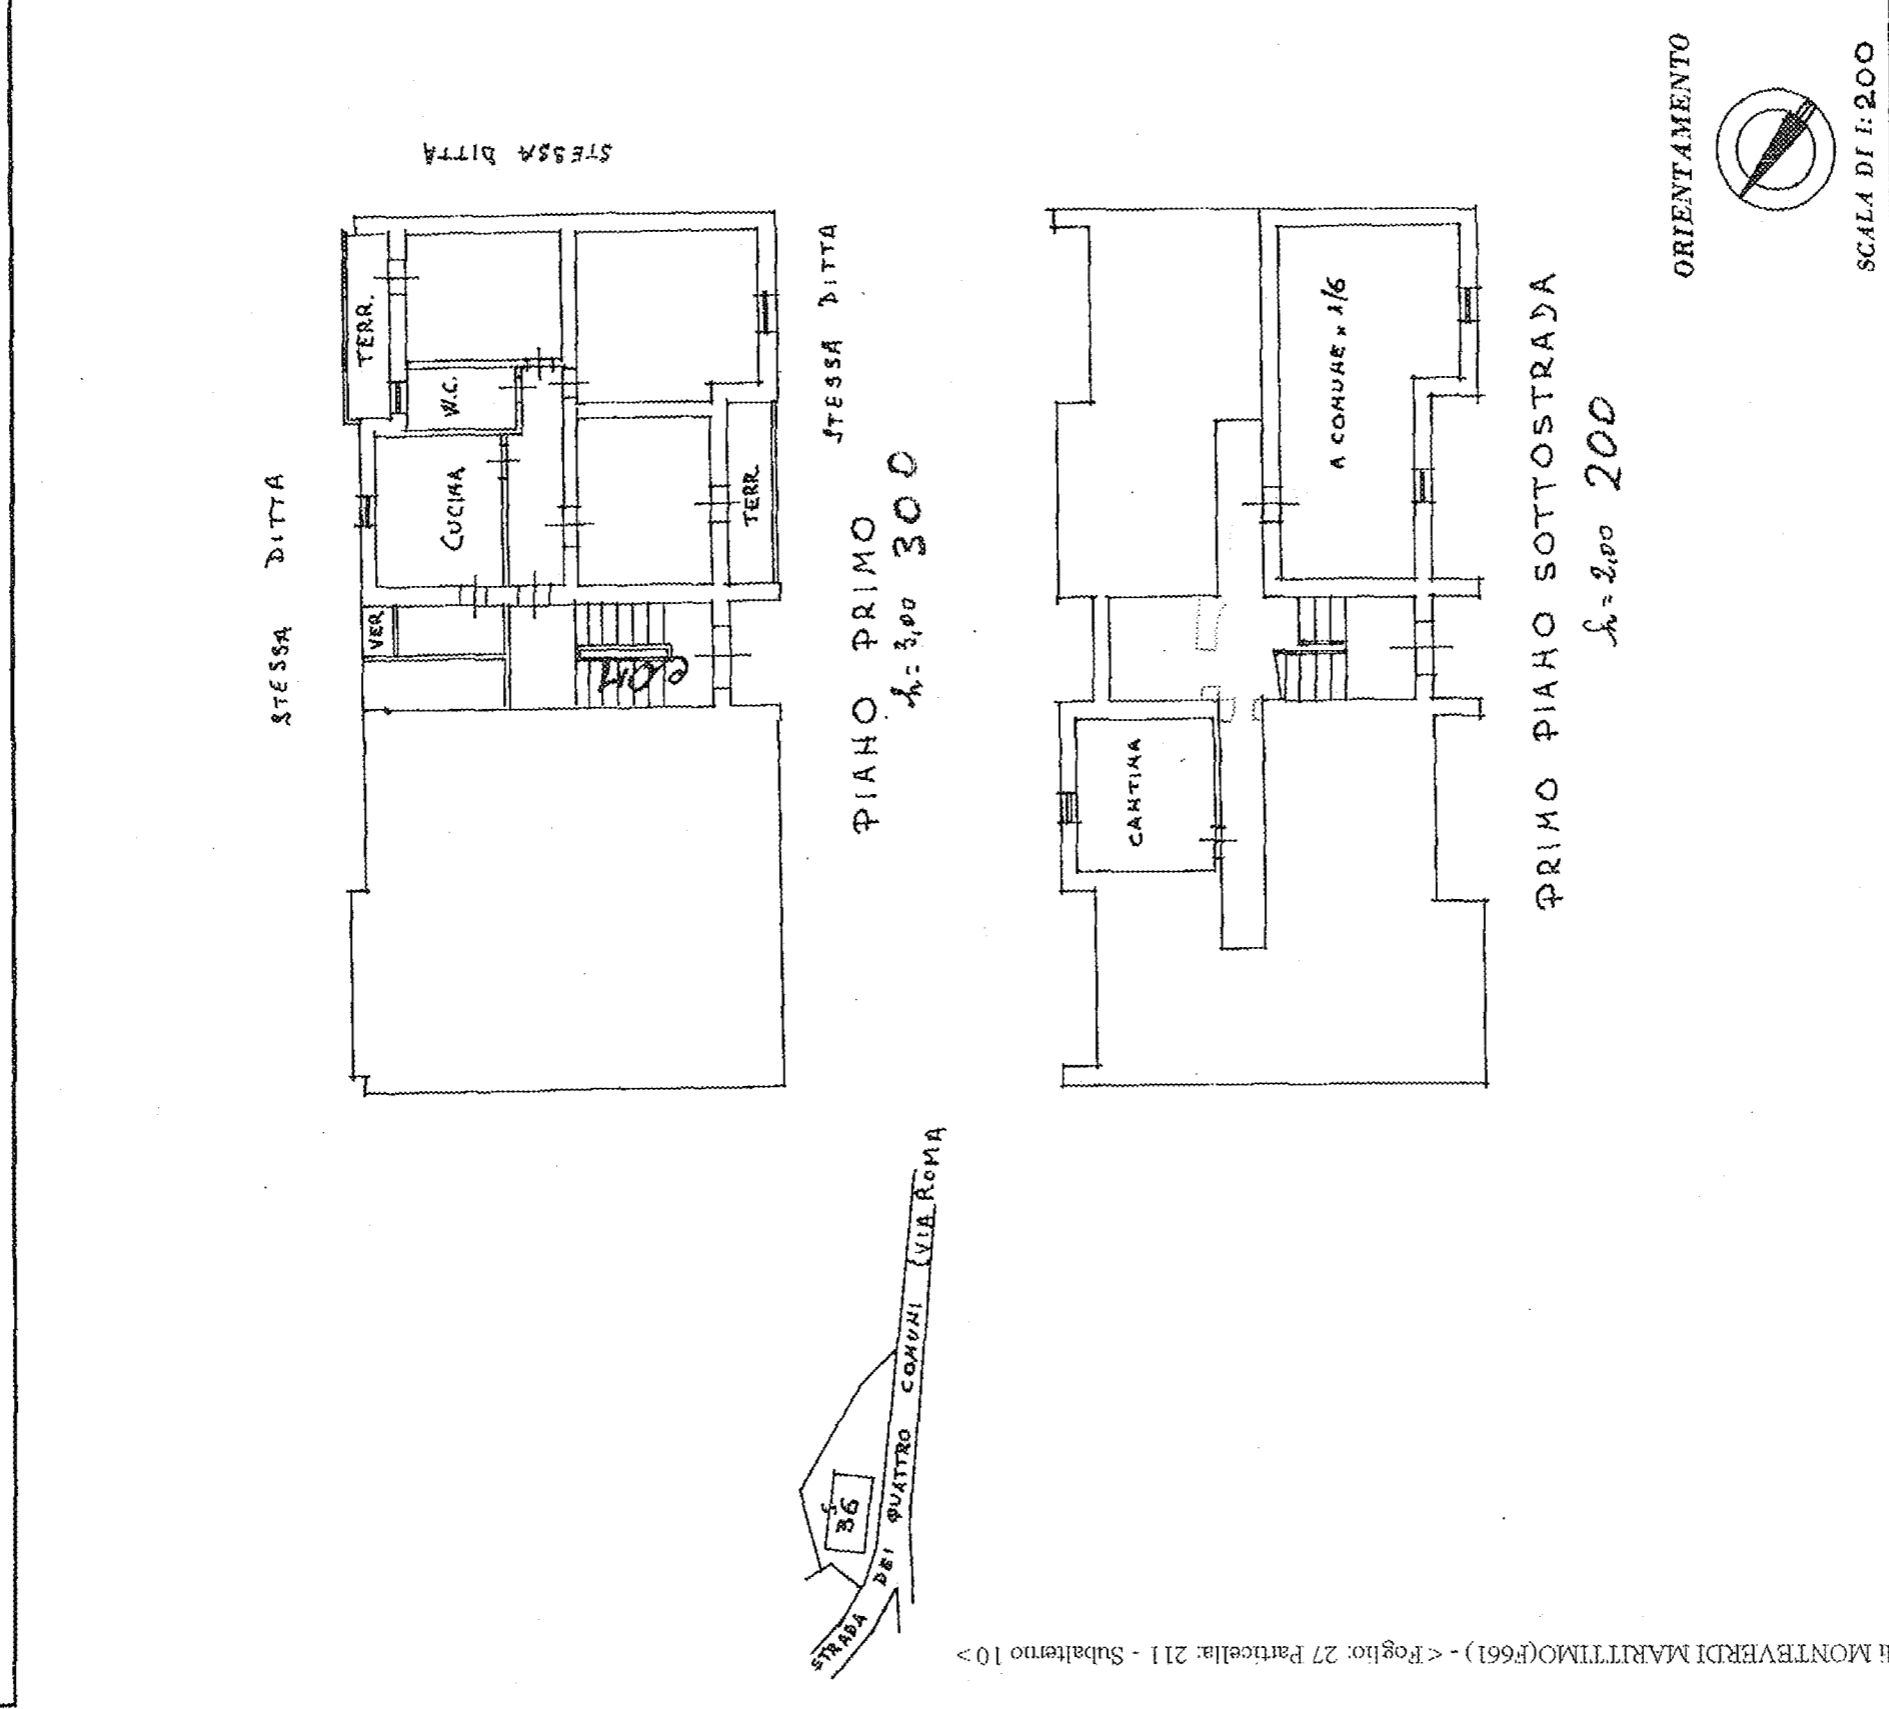 ORIENTAMENTO
SCALA DI 1:200
STESSA DITTA
STESSA DITTA
STESSA DITTA
TERR.
W.C.
CUCINA
VER
TERR.
COM
PIANO PRIMO
h = 3,00 300
A COMUNE × 1/6
CANTINA
PRIMO PIANO SOTTOSTRADA
h = 2,00 200
STRADA DEI QUATTRO COMUNI (VIA ROMA
36
MONTEVERDI MARITTIMO(F661) - < Foglio: 27 Particella: 211 - Subalterno 10 >